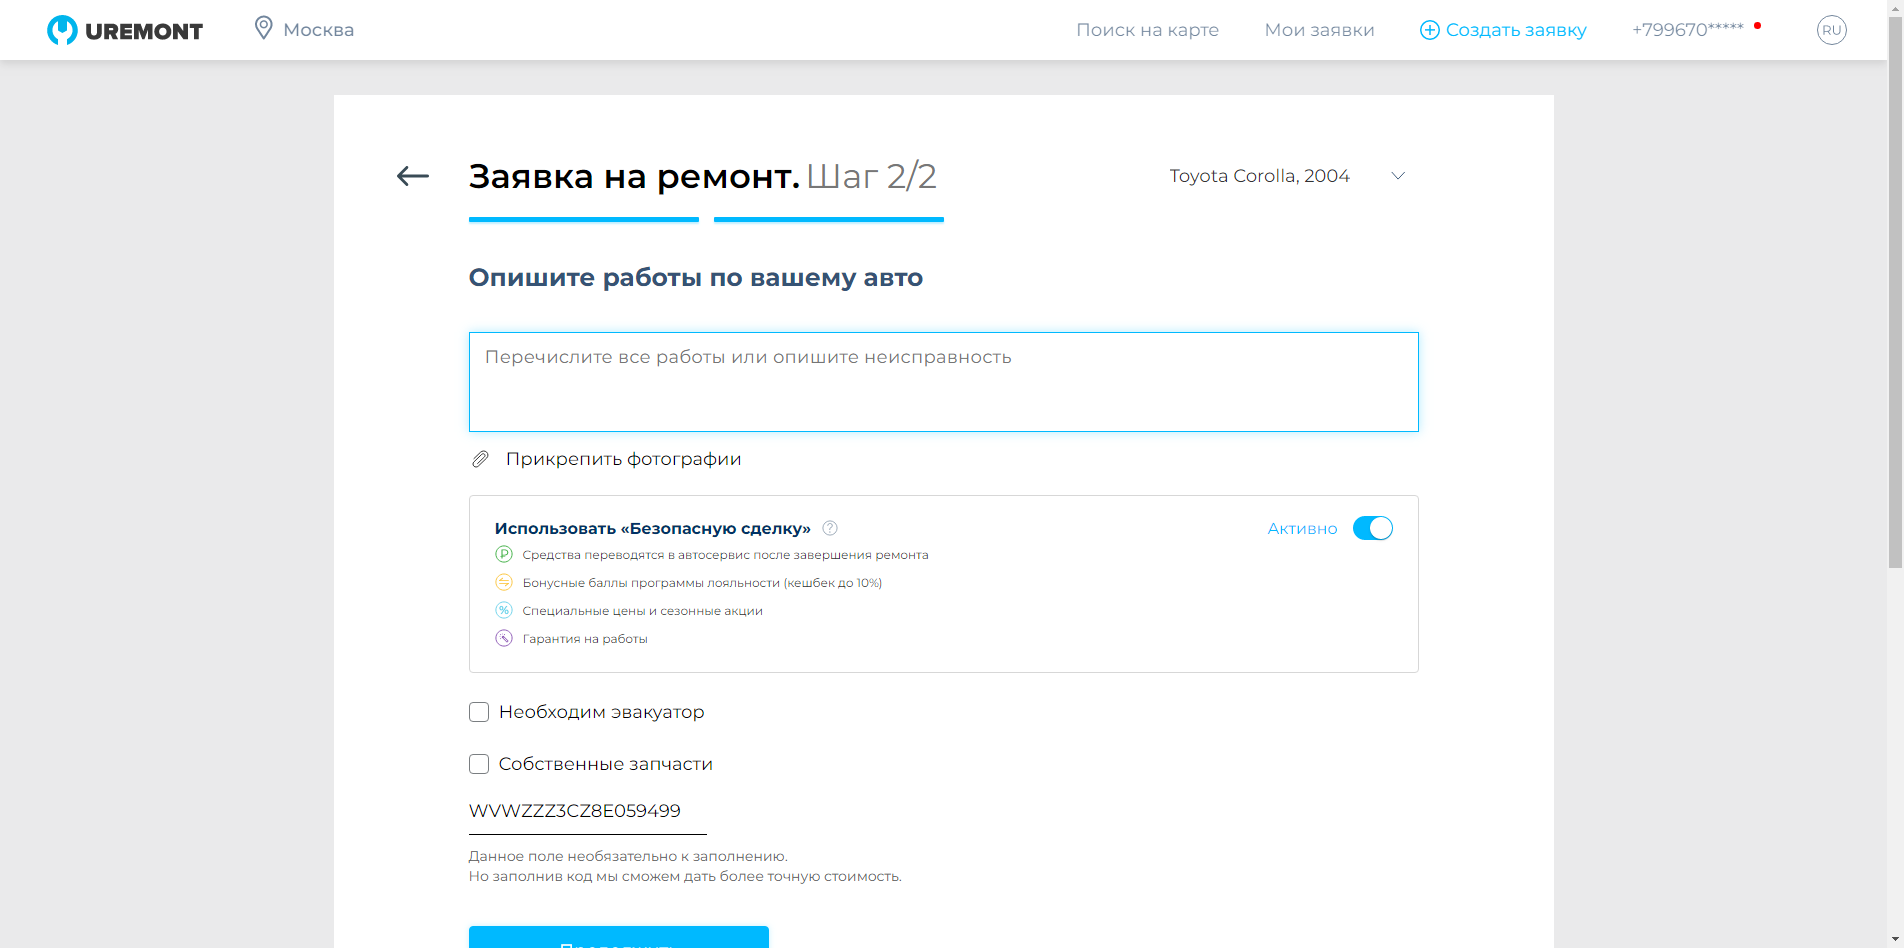 UREMONT
Москва
Поиск на карте
Мои заявки
Создать заявку
+799670*****
RU
Заявка на ремонт. Шаг 2/2
Toyota Corolla, 2004
Опишите работы по вашему авто
Перечислите все работы или опишите неисправность
Прикрепить фотографии
Использовать «Безопасную сделку» ?
Активно
₽ Средства переводятся в автосервис после завершения ремонта
Бонусные баллы программы лояльности (кешбек до 10%)
% Специальные цены и сезонные акции
Гарантия на работы
Необходим эвакуатор
Собственные запчасти
WVWZZZ3CZ8E059499
Данное поле необязательно к заполнению.
Но заполнив код мы сможем дать более точную стоимость.